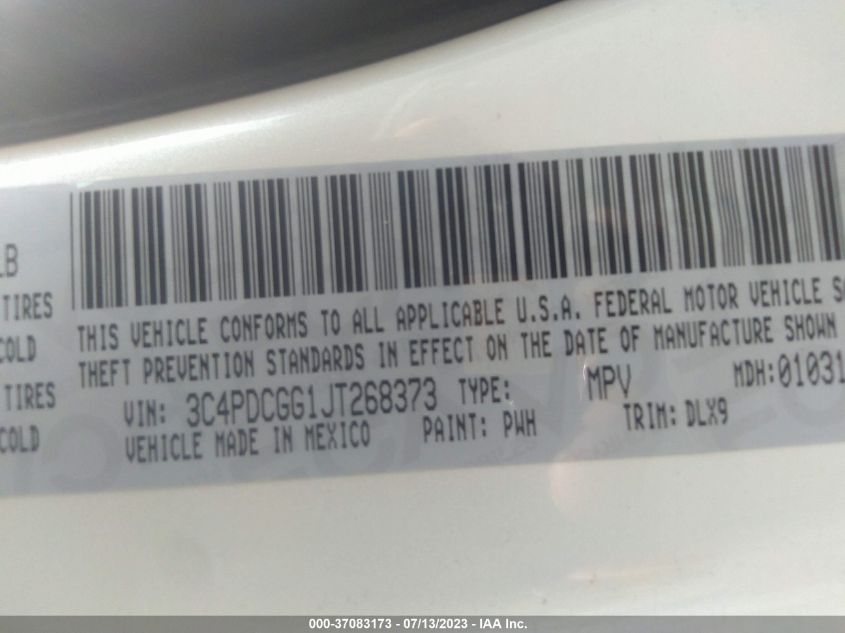 LB
TIRES
COLD
TIRES
COLD
THIS VEHICLE CONFORMS TO ALL APPLICABLE U.S.A. FEDERAL MOTOR VEHICLE
THEFT PREVENTION STANDARDS IN EFFECT ON THE DATE OF MANUFACTURE SHOWN
VIN: 3C4PDCGG1JT268373 TYPE: MPV MDH:01031
VEHICLE MADE IN MEXICO PAINT: PWH TRIM: DLX9
000-37083173 - 07/13/2023 - IAA Inc.